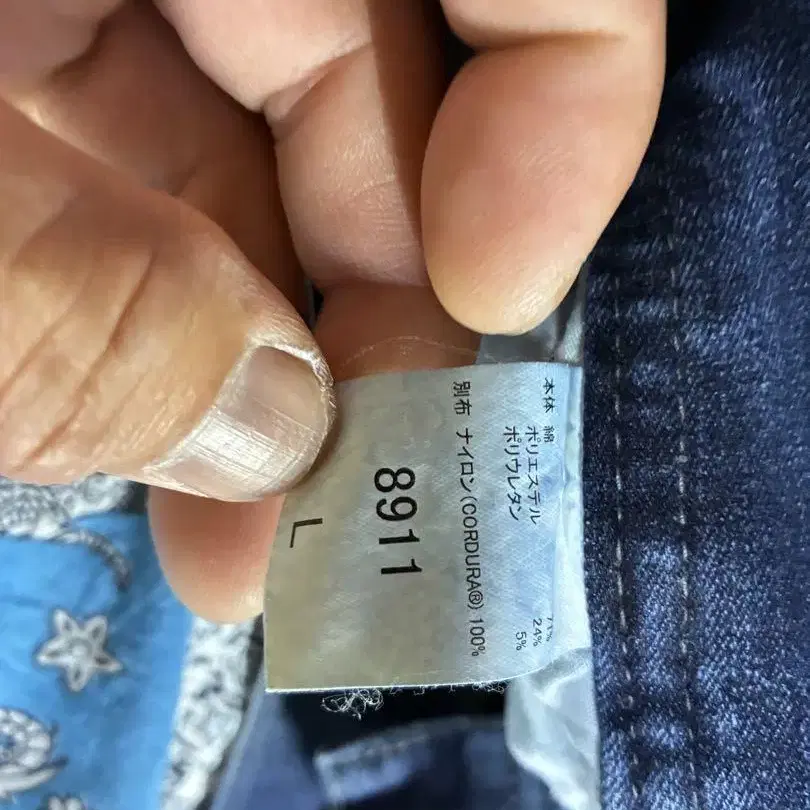 本体 綿 71%
ポリエステル 24%
ポリウレタン 5%
別布 ナイロン(CORDURA®) 100%
8911
L